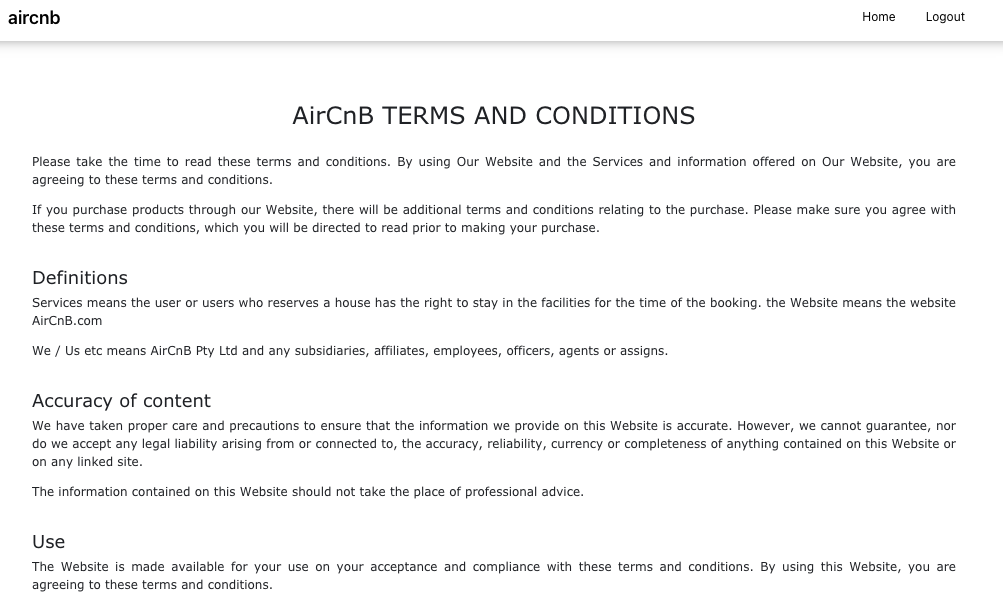 aircnb
Home Logout
AirCnB TERMS AND CONDITIONS
Please take the time to read these terms and conditions. By using Our Website and the Services and information offered on Our Website, you are
agreeing to these terms and conditions.
If you purchase products through our Website, there will be additional terms and conditions relating to the purchase. Please make sure you agree with
these terms and conditions, which you will be directed to read prior to making your purchase.
Definitions
Services means the user or users who reserves a house has the right to stay in the facilities for the time of the booking. the Website means the website
AirCnB.com
We / Us etc means AirCnB Pty Ltd and any subsidiaries, affiliates, employees, officers, agents or assigns.
Accuracy of content
We have taken proper care and precautions to ensure that the information we provide on this Website is accurate. However, we cannot guarantee, nor
do we accept any legal liability arising from or connected to, the accuracy, reliability, currency or completeness of anything contained on this Website or
on any linked site.
The information contained on this Website should not take the place of professional advice.
Use
The Website is made available for your use on your acceptance and compliance with these terms and conditions. By using this Website, you are
agreeing to these terms and conditions.